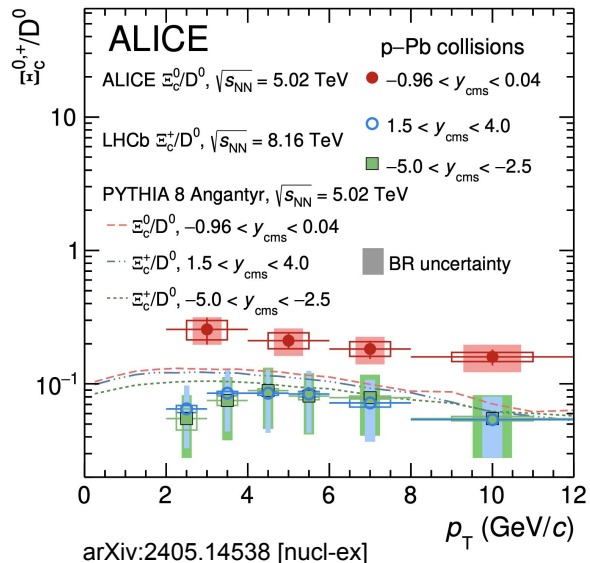 Ξc0,+/D0
ALICE
p–Pb collisions
ALICE Ξc0/D0, √sNN = 5.02 TeV
−0.96 < ycms < 0.04
LHCb Ξc+/D0, √sNN = 8.16 TeV
1.5 < ycms < 4.0
−5.0 < ycms < −2.5
PYTHIA 8 Angantyr, √sNN = 5.02 TeV
Ξc0/D0, −0.96 < ycms < 0.04
Ξc+/D0, 1.5 < ycms < 4.0
Ξc+/D0, −5.0 < ycms < −2.5
BR uncertainty
10
1
10−1
0 2 4 6 8 10 12
pT (GeV/c)
arXiv:2405.14538 [nucl-ex]